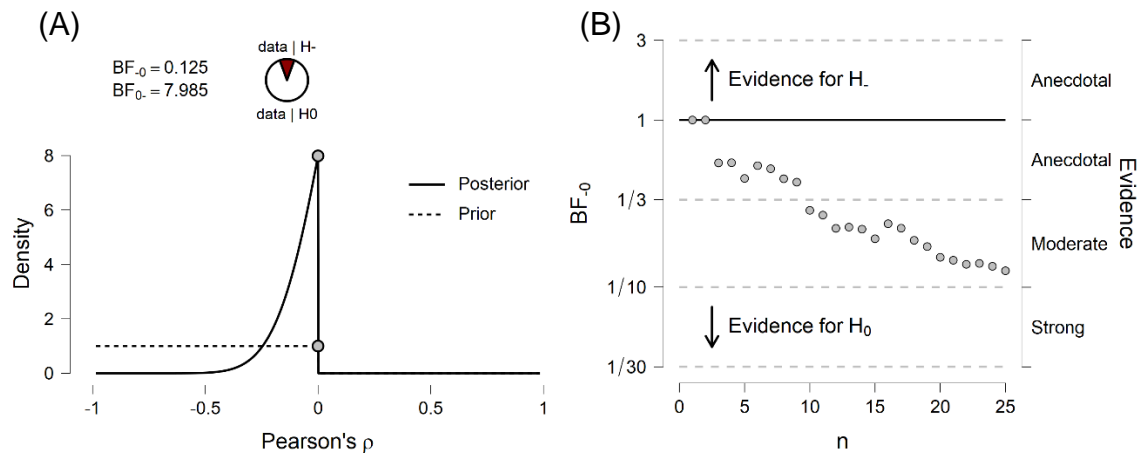 (A)
data | H-
BF₋₀ = 0.125
BF₀₋ = 7.985
data | H0
8
6
4
2
0
Density
Posterior
Prior
-1
-0.5
0
0.5
1
Pearson's ρ
(B)
3
1
1/3
1/10
1/30
BF₋₀
Evidence for H₋
Evidence for H₀
Anecdotal
Anecdotal
Moderate
Strong
Evidence
0
5
10
15
20
25
n